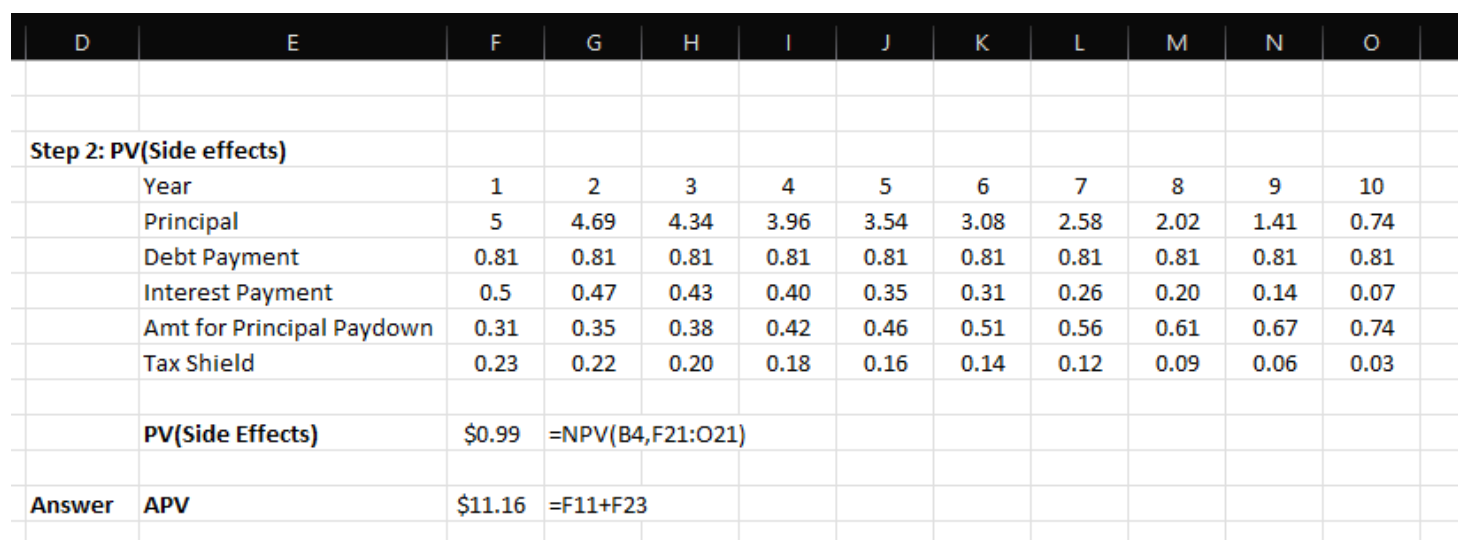 D E F G H I J K L M N O
Step 2: PV(Side effects)
Year 1 2 3 4 5 6 7 8 9 10
Principal 5 4.69 4.34 3.96 3.54 3.08 2.58 2.02 1.41 0.74
Debt Payment 0.81 0.81 0.81 0.81 0.81 0.81 0.81 0.81 0.81 0.81
Interest Payment 0.5 0.47 0.43 0.40 0.35 0.31 0.26 0.20 0.14 0.07
Amt for Principal Paydown 0.31 0.35 0.38 0.42 0.46 0.51 0.56 0.61 0.67 0.74
Tax Shield 0.23 0.22 0.20 0.18 0.16 0.14 0.12 0.09 0.06 0.03
PV(Side Effects) $0.99 =NPV(B4,F21:O21)
Answer APV $11.16 =F11+F23